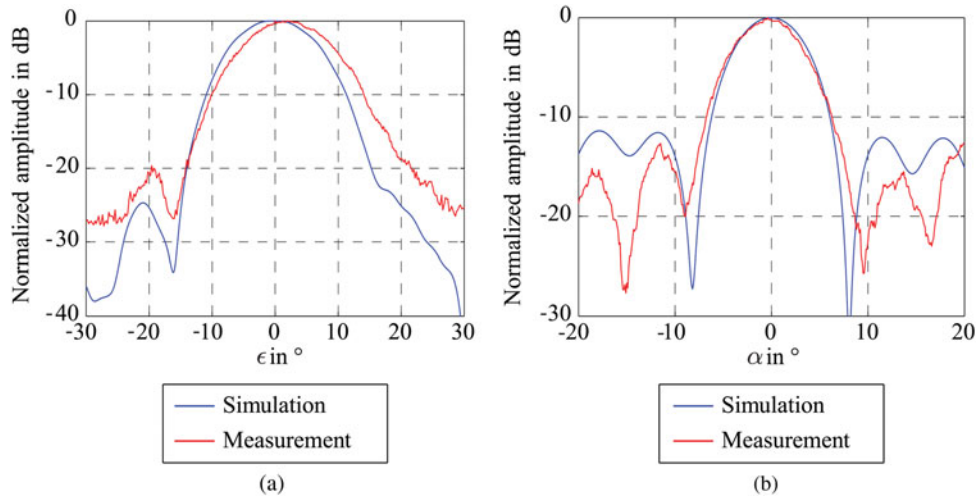 0
-10
-20
-30
-40
Normalized amplitude in dB
-30
-20
-10
0
10
20
30
ϵ in °
Simulation
Measurement
(a)
0
-10
-20
-30
Normalized amplitude in dB
-20
-10
0
10
20
α in °
Simulation
Measurement
(b)